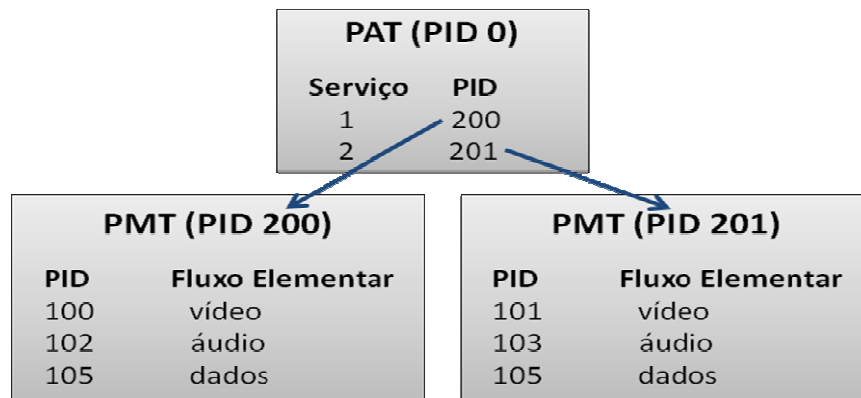 PAT (PID 0)
Serviço PID
1 200
2 201
PMT (PID 200)
PID Fluxo Elementar
100 vídeo
102 áudio
105 dados
PMT (PID 201)
PID Fluxo Elementar
101 vídeo
103 áudio
105 dados